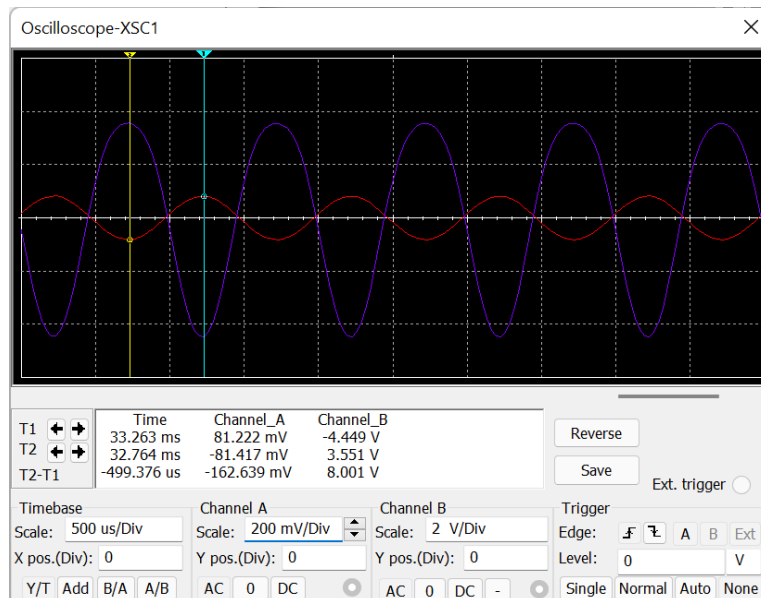 Oscilloscope-XSC1
2 1
Time Channel_A Channel_B
T1 33.263 ms 81.222 mV -4.449 V
T2 32.764 ms -81.417 mV 3.551 V
T2-T1 -499.376 us -162.639 mV 8.001 V
Reverse
Save
Ext. trigger
Timebase Channel A Channel B Trigger
Scale: 500 us/Div Scale: 200 mV/Div Scale: 2 V/Div Edge: A B Ext
X pos.(Div): 0 Y pos.(Div): 0 Y pos.(Div): 0 Level: 0 V
Y/T Add B/A A/B AC 0 DC AC 0 DC - Single Normal Auto None